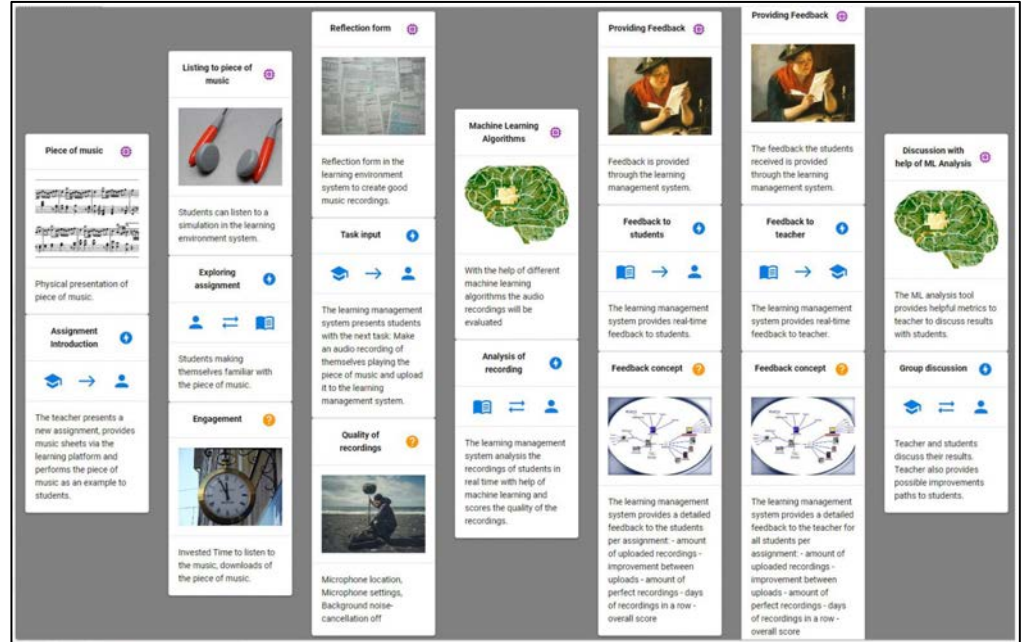 Piece of music
Physical presentation of
piece of music.
Assignment
Introduction
The teacher presents a
new assignment, provides
music sheets via the
learning platform and
performs the piece of
music as an example to
students.
Listing to piece of
music
Students can listen to a
simulation in the learning
environment system.
Exploring
assignment
Students making
themselves familiar with
the piece of music.
Engagement
Invested Time to listen to
the music, downloads of
the piece of music.
Reflection form
Reflection form in the
learning environment
system to create good
music recordings.
Task input
The learning management
system presents students
with the next task: Make
an audio recording of
themselves playing the
piece of music and upload
it to the learning
management system.
Quality of
recordings
Microphone location,
Microphone settings,
Background noise-
cancellation off
Machine Learning
Algorithms
With the help of different
machine learning
algorithms the audio
recordings will be
evaluated
Analysis of
recording
The learning management
system analysis the
recordings of students in
real time with help of
machine learning and
scores the quality of the
recordings.
Providing Feedback
Feedback is provided
through the learning
management system.
Feedback to
students
The learning management
system provides real-time
feedback to students.
Feedback concept
The learning management
system provides a detailed
feedback to the students
per assignment: - amount
of uploaded recordings -
improvement between
uploads - amount of
perfect recordings - days
of recordings in a row -
overall score
Providing Feedback
The feedback the students
received is provided
through the learning
management system.
Feedback to
teacher
The learning management
system provides real-time
feedback to teacher.
Feedback concept
The learning management
system provides a detailed
feedback to the teacher for
all students per
assignment: - amount of
uploaded recordings -
improvement between
uploads - amount of
perfect recordings - days
of recordings in a row -
overall score
Discussion with
help of ML Analysis
The ML analysis tool
provides helpful metrics to
teacher to discuss results
with students.
Group discussion
Teacher and students
discuss their results.
Teacher also provides
possible improvements
paths to students.